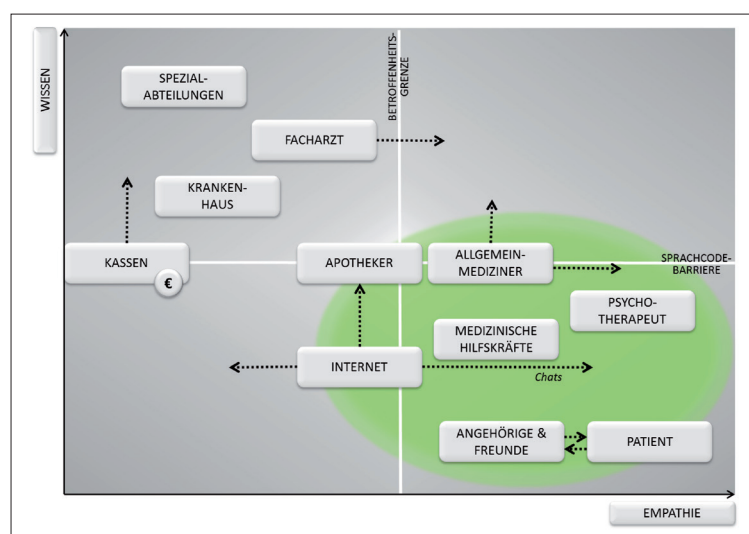 WISSEN
BETROFFENHEITS-
GRENZE
SPEZIAL-
ABTEILUNGEN
FACHARZT
KRANKEN-
HAUS
KASSEN
€
APOTHEKER
ALLGEMEIN-
MEDIZINER
SPRACHCODE-
BARRIERE
PSYCHO-
THERAPEUT
MEDIZINISCHE
HILFSKRÄFTE
INTERNET
Chats
ANGEHÖRIGE &
FREUNDE
PATIENT
EMPATHIE